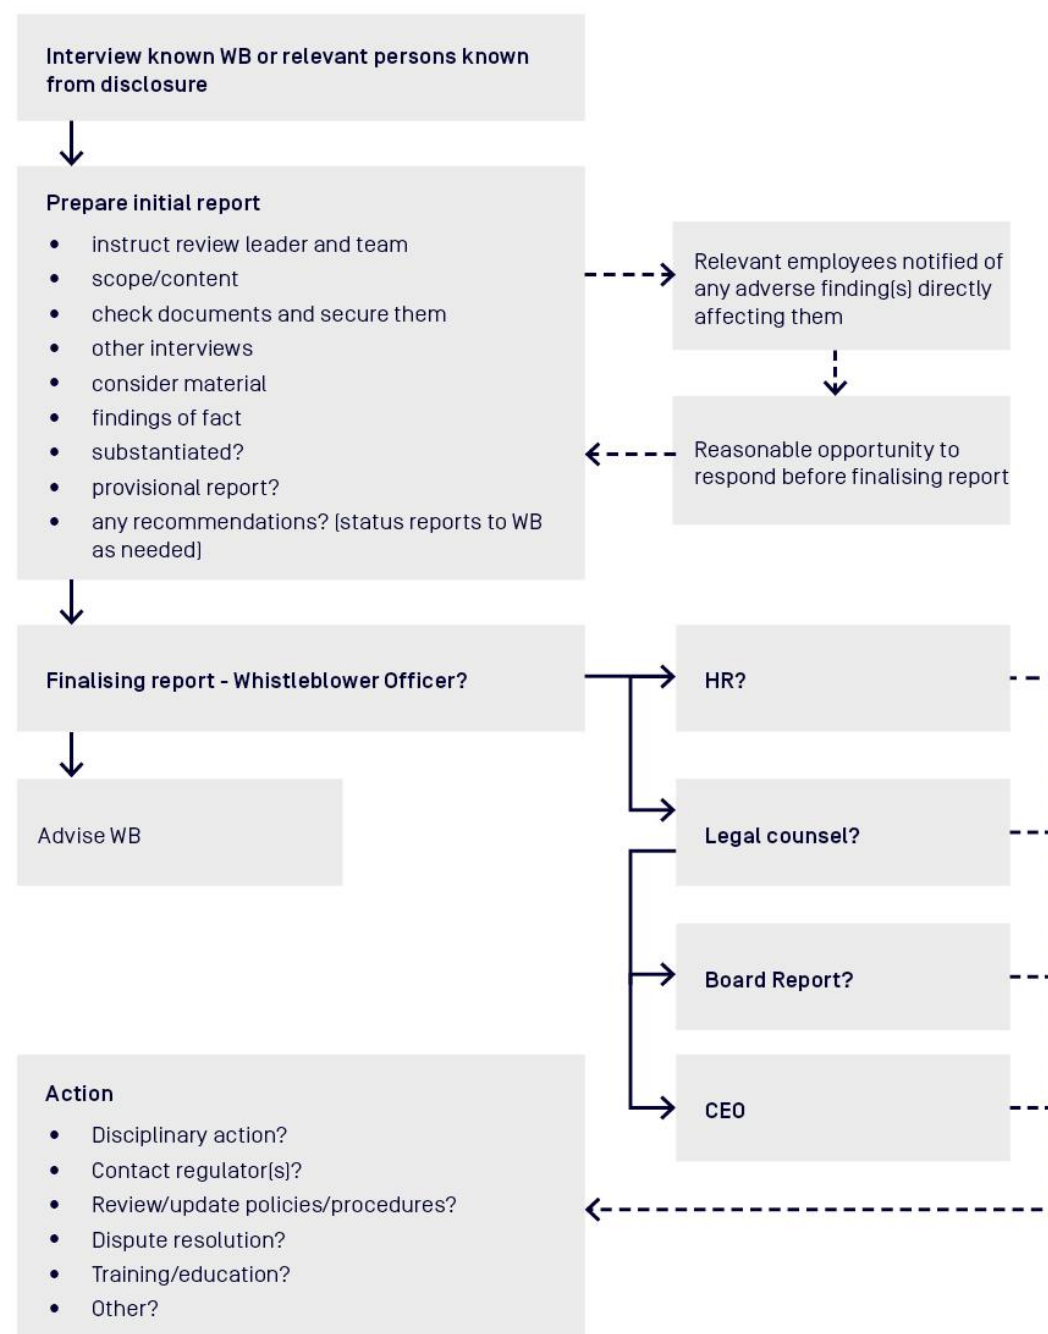 Interview known WB or relevant persons known
from disclosure
Prepare initial report
• instruct review leader and team
• scope/content
• check documents and secure them
• other interviews
• consider material
• findings of fact
• substantiated?
• provisional report?
• any recommendations? (status reports to WB
as needed)
Relevant employees notified of
any adverse finding(s) directly
affecting them
Reasonable opportunity to
respond before finalising report
Finalising report - Whistleblower Officer?
HR?
Advise WB
Legal counsel?
Board Report?
CEO
Action
• Disciplinary action?
• Contact regulator(s)?
• Review/update policies/procedures?
• Dispute resolution?
• Training/education?
• Other?